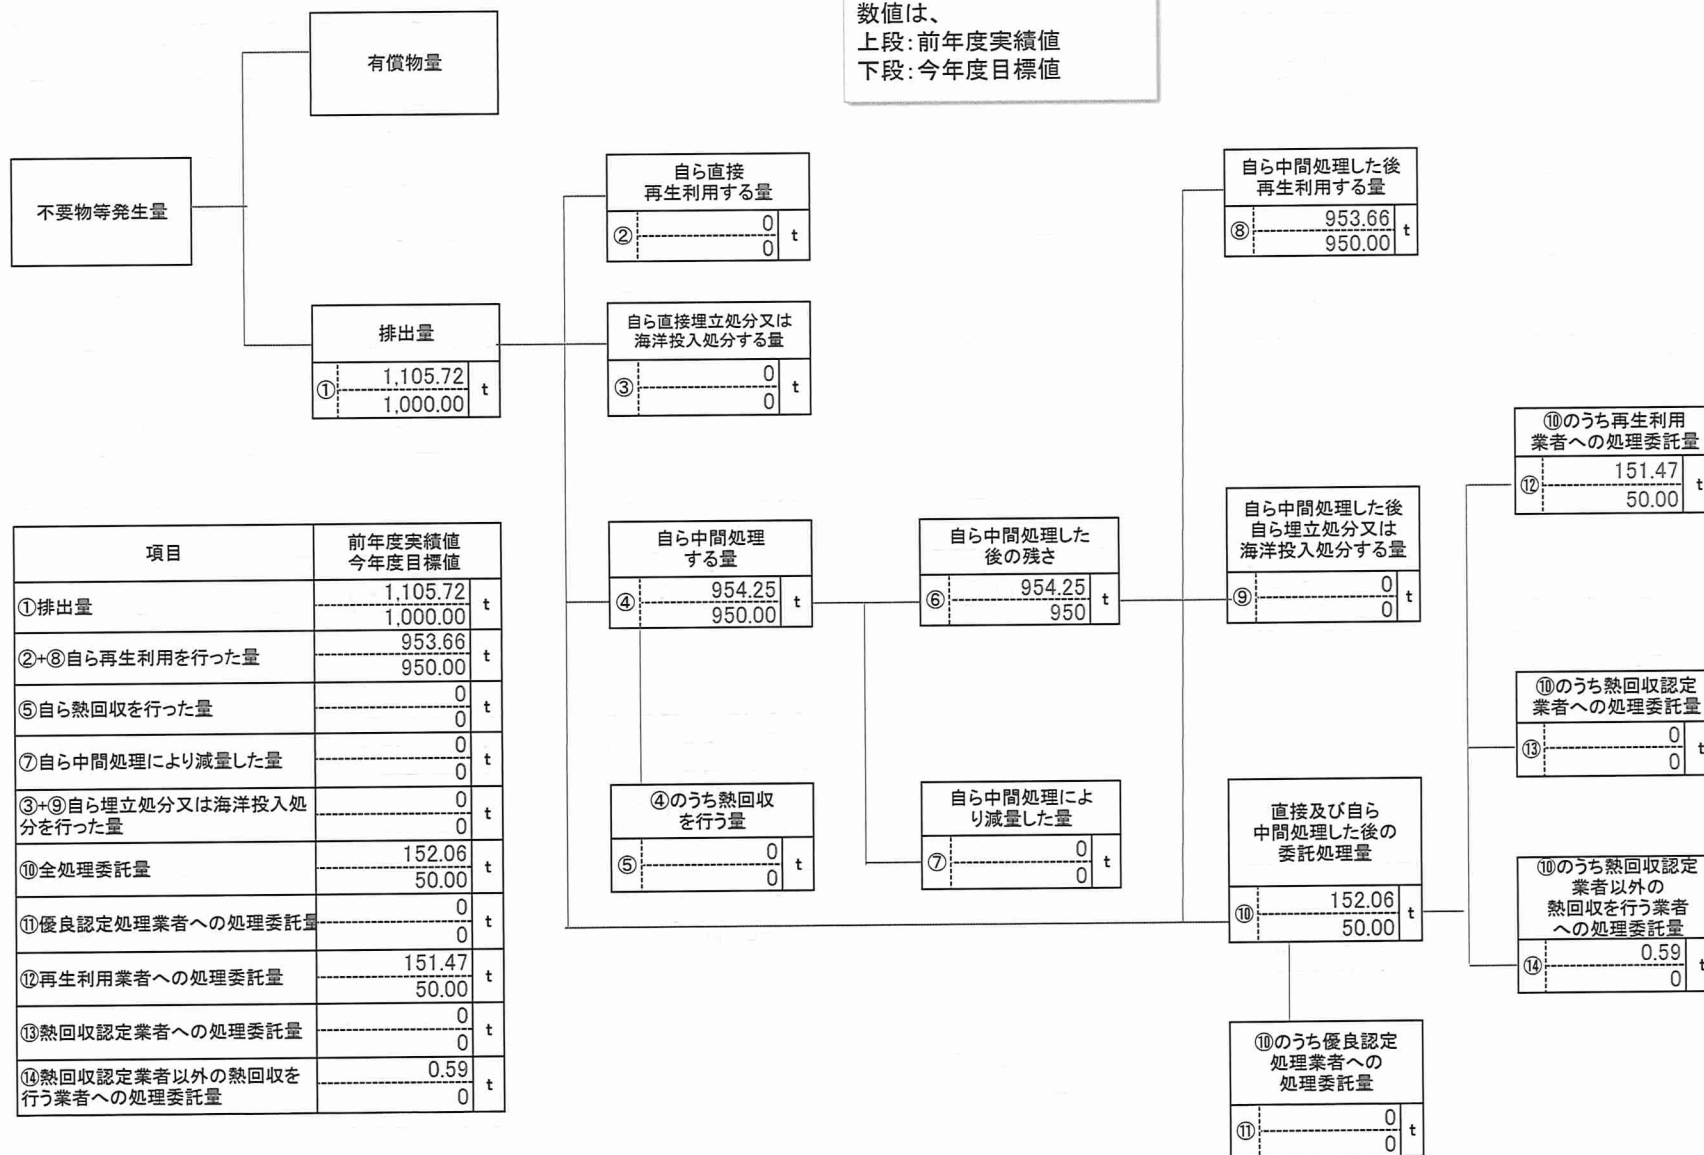 数値は、
上段：前年度実績値
下段：今年度目標値
有償物量
不要物等発生量
排出量
①
1,105.72
1,000.00
t
自ら直接
再生利用する量
②
0
0
t
自ら直接埋立処分又は
海洋投入処分する量
③
0
0
t
自ら中間処理
する量
④
954.25
950.00
t
④のうち熱回収
を行う量
⑤
0
0
t
自ら中間処理した
後の残さ
⑥
954.25
950
t
自ら中間処理によ
り減量した量
⑦
0
0
t
自ら中間処理した後
再生利用する量
⑧
953.66
950.00
t
自ら中間処理した後
自ら埋立処分又は
海洋投入処分する量
⑨
0
0
t
直接及び自ら
中間処理した後の
委託処理量
⑩
152.06
50.00
t
⑩のうち優良認定
処理業者への
処理委託量
⑪
0
0
t
⑩のうち再生利用
業者への処理委託量
⑫
151.47
50.00
t
⑩のうち熱回収認定
業者への処理委託量
⑬
0
0
t
⑩のうち熱回収認定
業者以外の
熱回収を行う業者
への処理委託量
⑭
0.59
0
t
項目
前年度実績値
今年度目標値
①排出量
1,105.72
1,000.00
t
②+⑧自ら再生利用を行った量
953.66
950.00
t
⑤自ら熱回収を行った量
0
0
t
⑦自ら中間処理により減量した量
0
0
t
③+⑨自ら埋立処分又は海洋投入処
分を行った量
0
0
t
⑩全処理委託量
152.06
50.00
t
⑪優良認定処理業者への処理委託量
0
0
t
⑫再生利用業者への処理委託量
151.47
50.00
t
⑬熱回収認定業者への処理委託量
0
0
t
⑭熱回収認定業者以外の熱回収を
行う業者への処理委託量
0.59
0
t